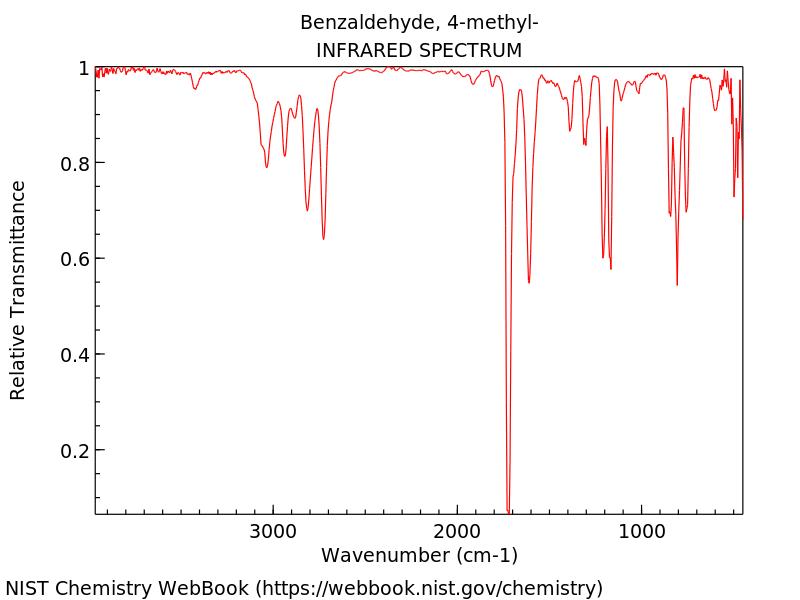 Benzaldehyde, 4-methyl-
INFRARED SPECTRUM
1
0.8
0.6
0.4
0.2
Relative Transmittance
3000 2000 1000
Wavenumber (cm-1)
NIST Chemistry WebBook (https://webbook.nist.gov/chemistry)